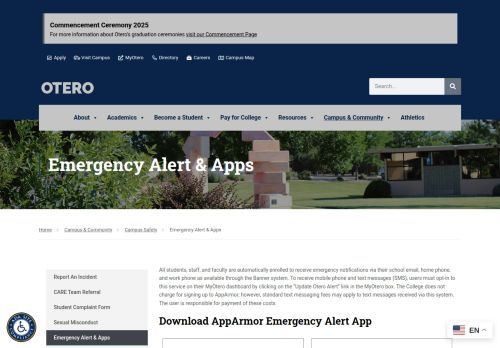 Commencement Ceremony 2025
For more information about Otero's graduation ceremonies visit our Commencement Page
Apply
Visit Campus
MyOtero
Directory
Careers
Campus Map
OTERO
Search...
About
Academics
Become a Student
Pay for College
Resources
Campus & Community
Athletics
Emergency Alert & Apps
Home
Campus & Community
Campus Safety
Emergency Alert & Apps
Report An Incident
CARE Team Referral
Student Complaint Form
Sexual Misconduct
Emergency Alert & Apps
All students, staff, and faculty are automatically enrolled to receive emergency notifications via their school email, home phone,
and work phone as available through the Banner system. To receive mobile phone and text messages (SMS), users must opt-in to
this service on their MyOtero dashboard by clicking on the "Update Otero Alert" link in the MyOtero box. The College does not
charge for signing up to AppArmor; however, standard text messaging fees may apply to text messages received via this system.
The user is responsible for payment of these costs
Download AppArmor Emergency Alert App
EN